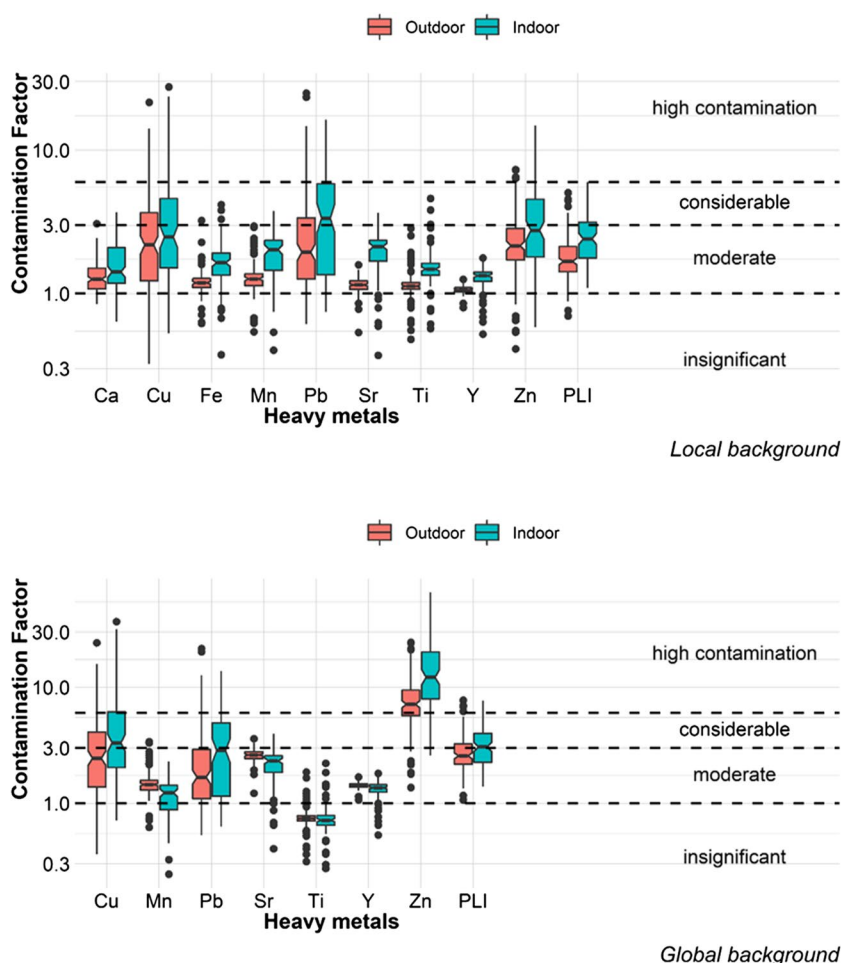 Outdoor Indoor
Contamination Factor
30.0
high contamination
10.0
considerable
3.0
moderate
1.0
insignificant
0.3
Ca Cu Fe Mn Pb Sr Ti Y Zn PLI
Heavy metals
Local background
Outdoor Indoor
Contamination Factor
30.0
high contamination
10.0
considerable
3.0
moderate
1.0
insignificant
0.3
Cu Mn Pb Sr Ti Y Zn PLI
Heavy metals
Global background